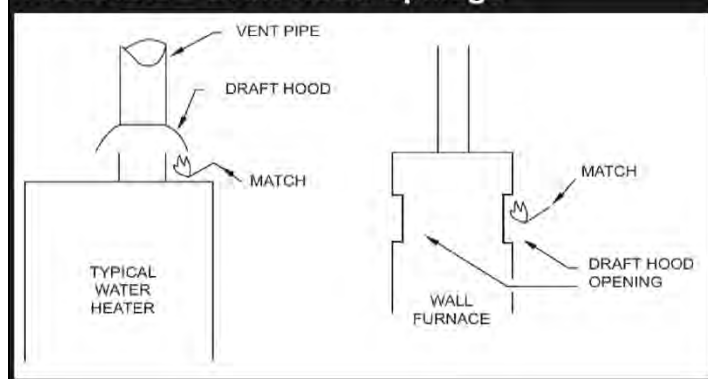 VENT PIPE
DRAFT HOOD
MATCH
TYPICAL
WATER
HEATER
MATCH
DRAFT HOOD
OPENING
WALL
FURNACE